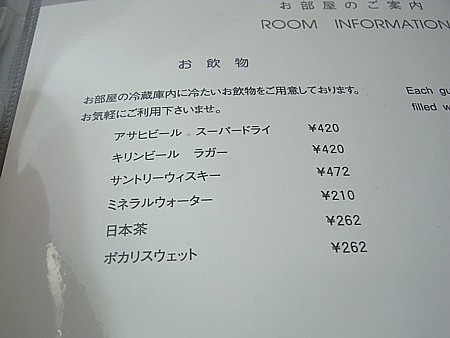 お部屋のご案内
ROOM INFORMATION
お飲物
お部屋の冷蔵庫内に冷たいお飲物をご用意しております。
お気軽にご利用下さいませ。
Each gu
filled w
アサヒビール スーパードライ ¥420
キリンビール ラガー ¥420
サントリーウィスキー ¥472
ミネラルウォーター ¥210
日本茶 ¥262
ポカリスウェット ¥262